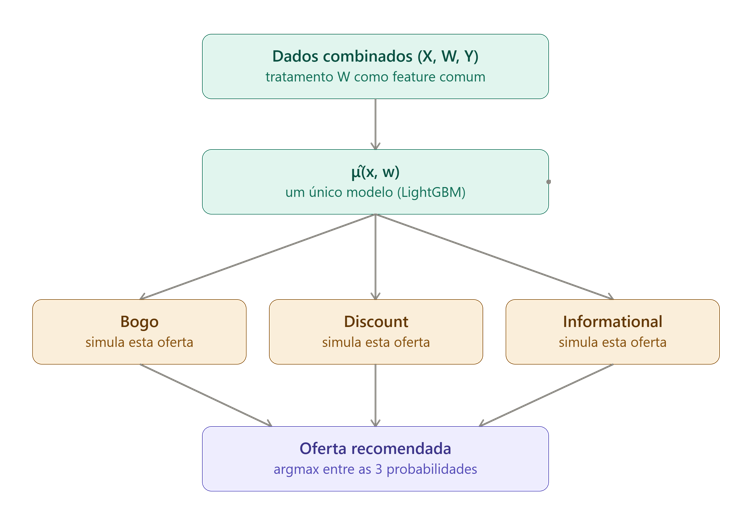 Dados combinados (X, W, Y)
tratamento W como feature comum
μ̂(x, w)
um único modelo (LightGBM)
Bogo
simula esta oferta
Discount
simula esta oferta
Informational
simula esta oferta
Oferta recomendada
argmax entre as 3 probabilidades